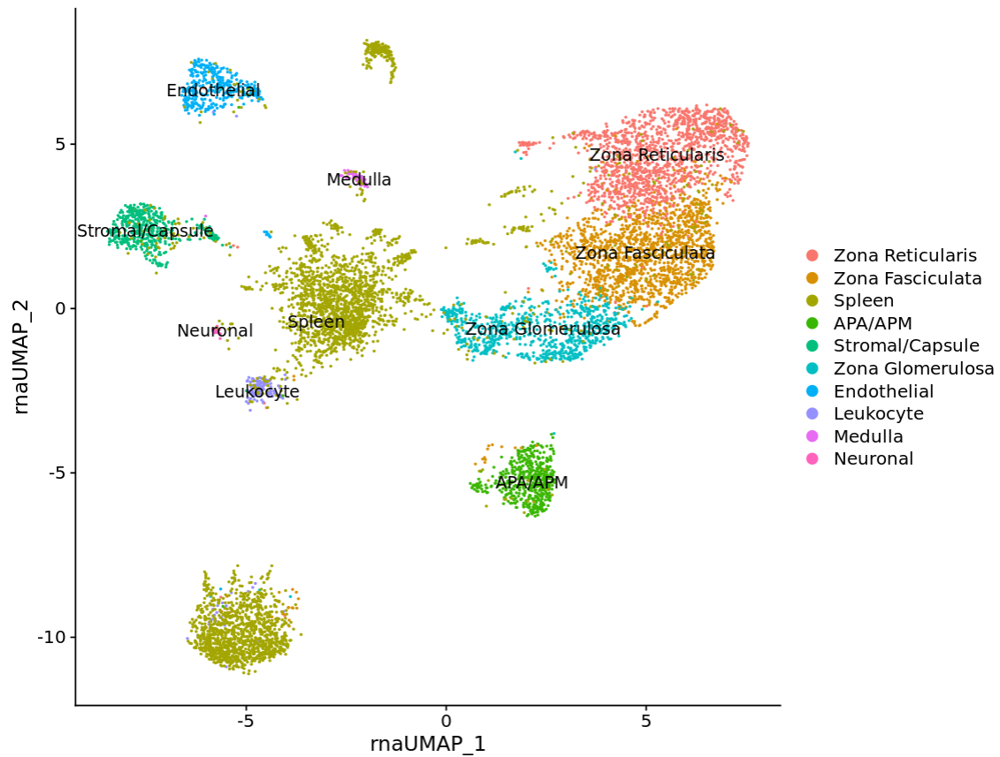 Endothelial
5
Zona Reticularis
Medulla
Stromal/Capsule
Zona Fasciculata
Zona Reticularis
Zona Fasciculata
Spleen
APA/APM
Stromal/Capsule
Zona Glomerulosa
Endothelial
Leukocyte
Medulla
Neuronal
0
Spleen
Neuronal
Zona Glomerulosa
Leukocyte
-5
APA/APM
-10
rnaUMAP_2
-5
0
5
rnaUMAP_1